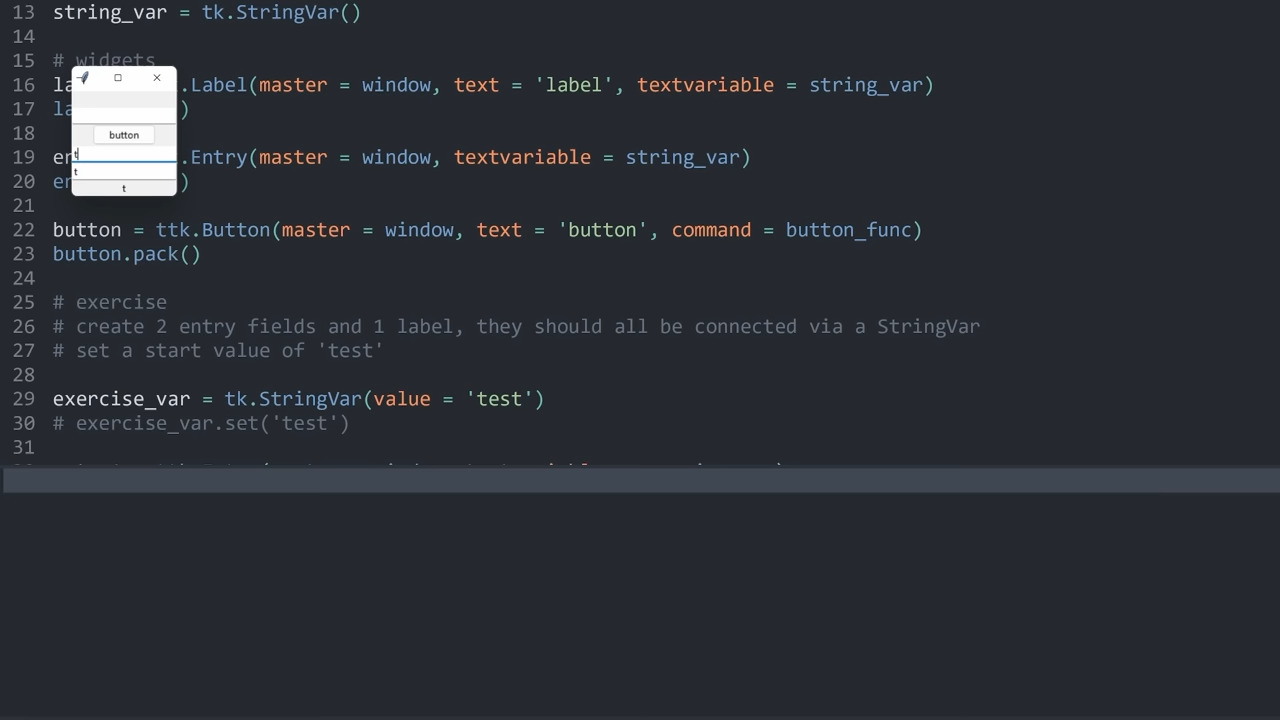 13 string_var = tk.StringVar()
14
15 # widgets
16 la .Label(master = window, text = 'label', textvariable = string_var)
17 la )
18
19 en .Entry(master = window, textvariable = string_var)
20 en )
21
22 button = ttk.Button(master = window, text = 'button', command = button_func)
23 button.pack()
24
25 # exercise
26 # create 2 entry fields and 1 label, they should all be connected via a StringVar
27 # set a start value of 'test'
28
29 exercise_var = tk.StringVar(value = 'test')
30 # exercise_var.set('test')
31
button
t
t
t